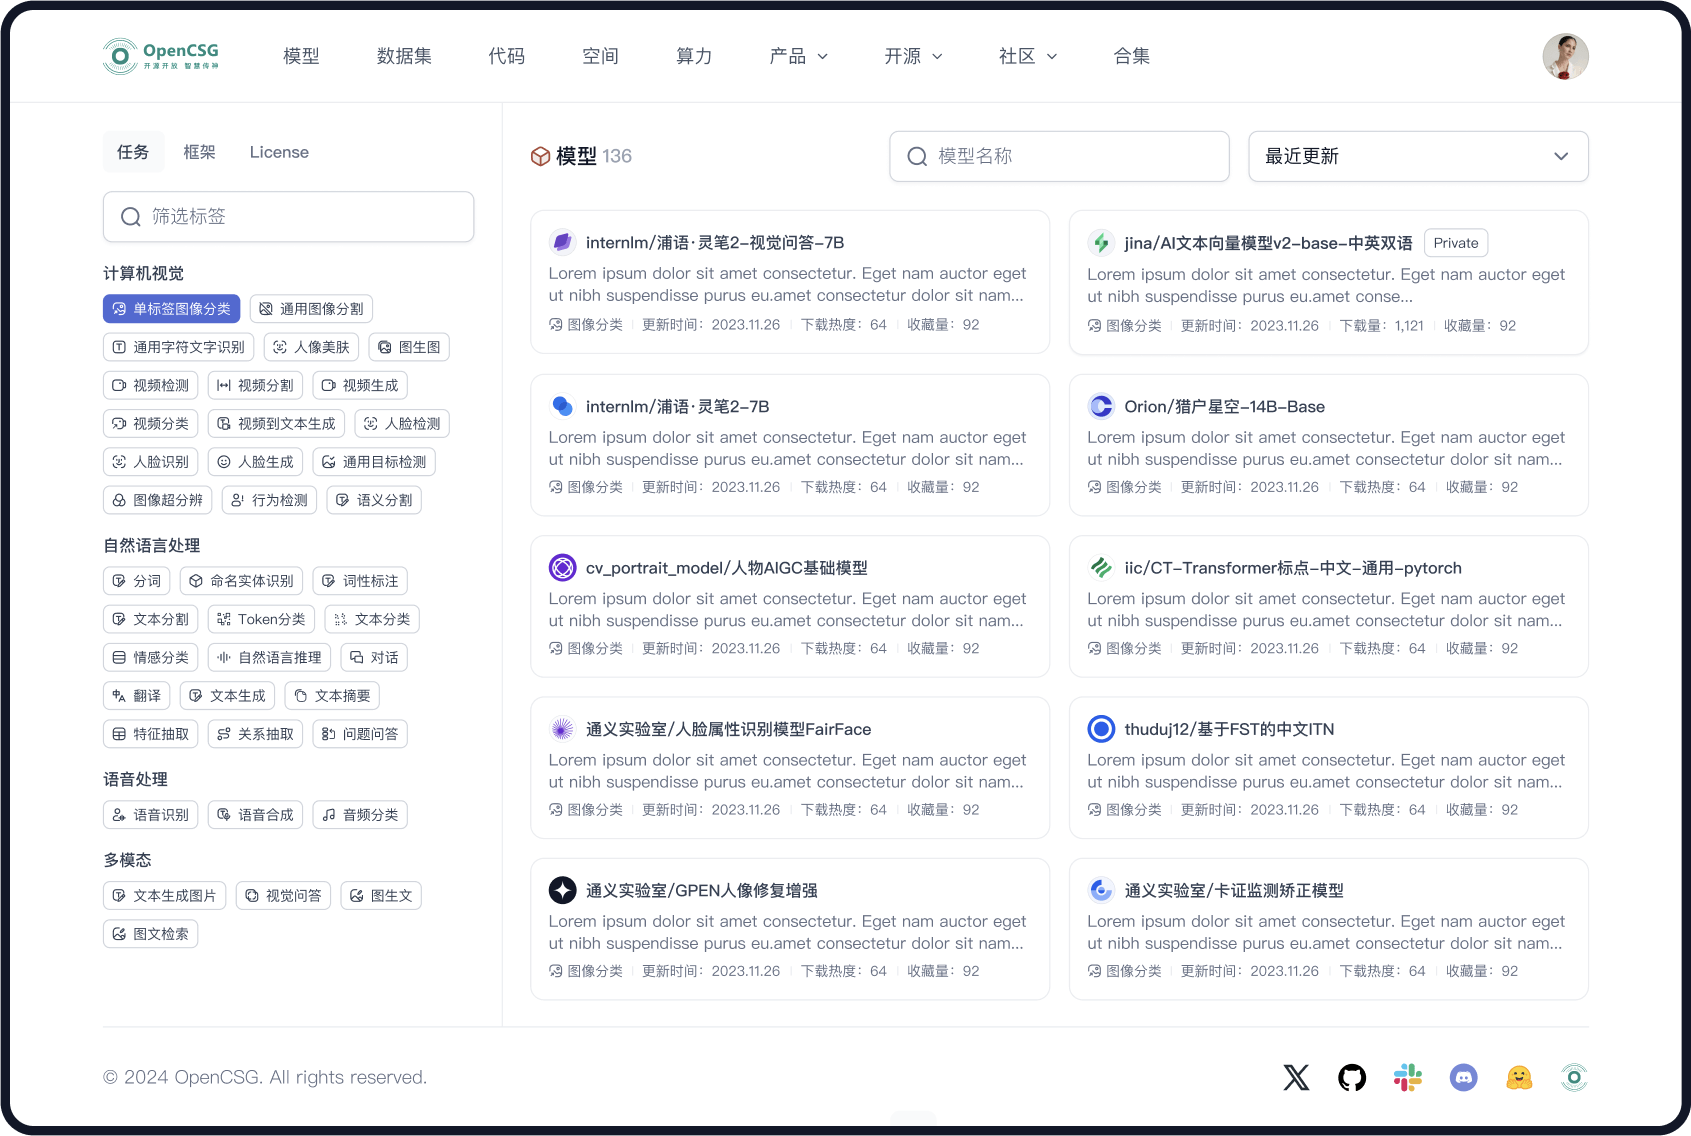 OpenCSG
开源开放 智慧传神
模型
数据集
代码
空间
算力
产品
开源
社区
合集
任务
框架
License
筛选标签
计算机视觉
单标签图像分类
通用图像分割
通用字符文字识别
人像美肤
图生图
视频检测
视频分割
视频生成
视频分类
视频到文本生成
人脸检测
人脸识别
人脸生成
通用目标检测
图像超分辨
行为检测
语义分割
自然语言处理
分词
命名实体识别
词性标注
文本分割
Token分类
文本分类
情感分类
自然语言推理
对话
翻译
文本生成
文本摘要
特征抽取
关系抽取
问题问答
语音处理
语音识别
语音合成
音频分类
多模态
文本生成图片
视觉问答
图生文
图文检索
模型 136
模型名称
最近更新
internlm/浦语·灵笔2-视觉问答-7B
Lorem ipsum dolor sit amet consectetur. Eget nam auctor eget
ut nibh suspendisse purus eu.amet consectetur dolor sit nam...
图像分类 更新时间：2023.11.26 下载热度：64 收藏量：92
jina/AI文本向量模型v2-base-中英双语 Private
Lorem ipsum dolor sit amet consectetur. Eget nam auctor eget
ut nibh suspendisse purus eu.amet conse...
图像分类 更新时间：2023.11.26 下载量：1,121 收藏量：92
internlm/浦语·灵笔2-7B
Lorem ipsum dolor sit amet consectetur. Eget nam auctor eget
ut nibh suspendisse purus eu.amet consectetur dolor sit nam...
图像分类 更新时间：2023.11.26 下载热度：64 收藏量：92
Orion/猎户星空-14B-Base
Lorem ipsum dolor sit amet consectetur. Eget nam auctor eget
ut nibh suspendisse purus eu.amet consectetur dolor sit nam...
图像分类 更新时间：2023.11.26 下载热度：64 收藏量：92
cv_portrait_model/人物AIGC基础模型
Lorem ipsum dolor sit amet consectetur. Eget nam auctor eget
ut nibh suspendisse purus eu.amet consectetur dolor sit nam...
图像分类 更新时间：2023.11.26 下载热度：64 收藏量：92
iic/CT-Transformer标点-中文-通用-pytorch
Lorem ipsum dolor sit amet consectetur. Eget nam auctor eget
ut nibh suspendisse purus eu.amet consectetur dolor sit nam...
图像分类 更新时间：2023.11.26 下载热度：64 收藏量：92
通义实验室/人脸属性识别模型FairFace
Lorem ipsum dolor sit amet consectetur. Eget nam auctor eget
ut nibh suspendisse purus eu.amet consectetur dolor sit nam...
图像分类 更新时间：2023.11.26 下载热度：64 收藏量：92
thuduj12/基于FST的中文ITN
Lorem ipsum dolor sit amet consectetur. Eget nam auctor eget
ut nibh suspendisse purus eu.amet consectetur dolor sit nam...
图像分类 更新时间：2023.11.26 下载热度：64 收藏量：92
通义实验室/GPEN人像修复增强
Lorem ipsum dolor sit amet consectetur. Eget nam auctor eget
ut nibh suspendisse purus eu.amet consectetur dolor sit nam...
图像分类 更新时间：2023.11.26 下载热度：64 收藏量：92
通义实验室/卡证监测矫正模型
Lorem ipsum dolor sit amet consectetur. Eget nam auctor eget
ut nibh suspendisse purus eu.amet consectetur dolor sit nam...
图像分类 更新时间：2023.11.26 下载热度：64 收藏量：92
© 2024 OpenCSG. All rights reserved.